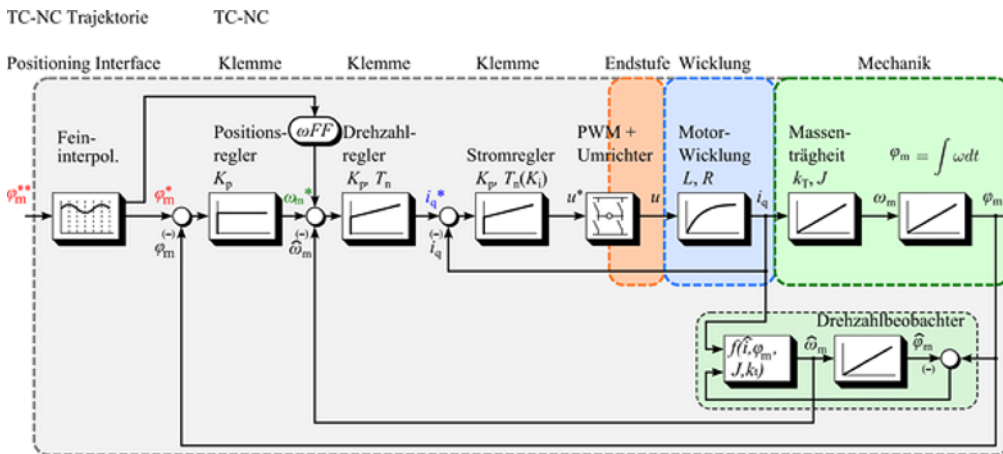 TC-NC Trajektorie TC-NC
Positioning Interface Klemme Klemme Klemme Endstufe Wicklung Mechanik
Fein-
interpol.
ωFF
Positions-
regler
Kp
Drehzahl-
regler
Kp, Tn
Stromregler
Kp, Tn(Ki)
PWM +
Umrichter
Motor-
Wicklung
L, R
Massen-
trägheit
kT, J
φm = ∫ ωdt
φm** φm* ωm* iq* u* u iq ωm φm
(-) (-) (-)
φm ω̂m iq
Drehzahlbeobachter
f(î,φm,
J,kt)
ω̂m φ̂m
(-)